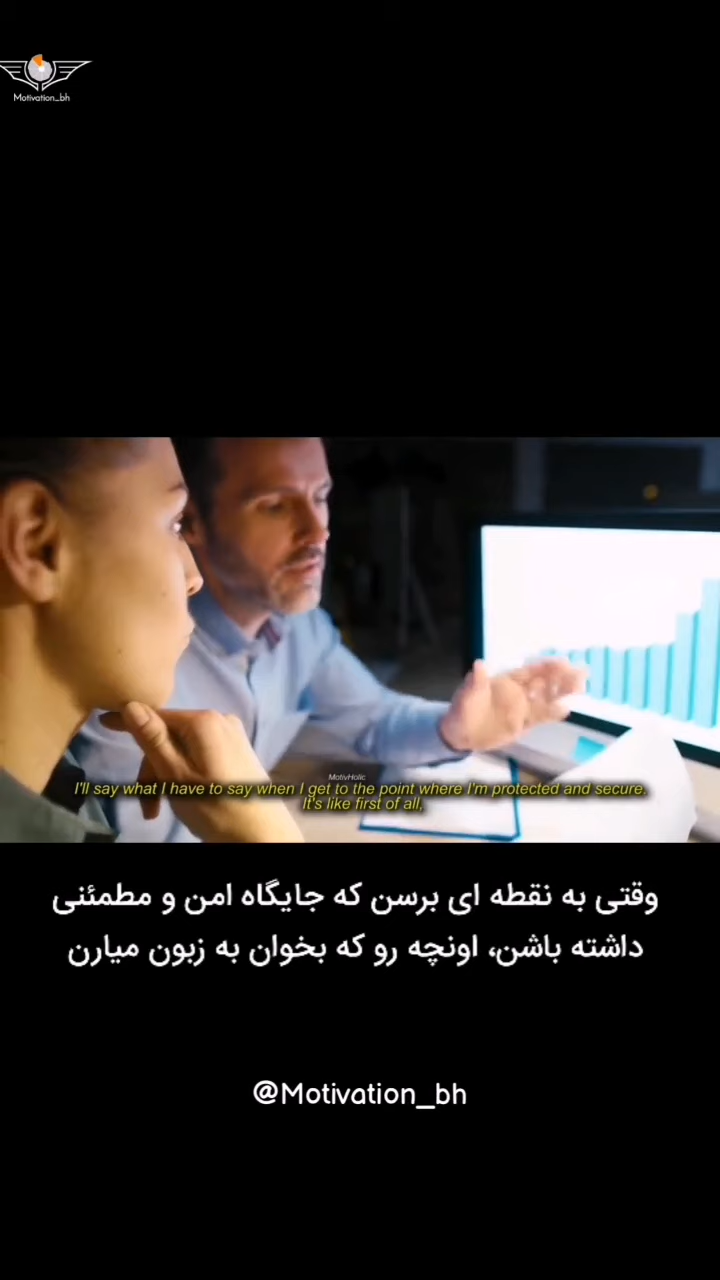 Motivation_bh
MotivHolic
I'll say what I have to say when I get to the point where I'm protected and secure.
It's like first of all,
وقتی به نقطه ای برسن که جایگاه امن و مطمئنی
داشته باشن، اونچه رو که بخوان به زبون میارن
@Motivation_bh